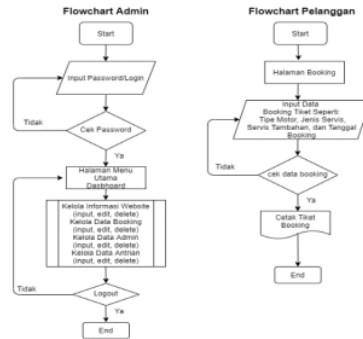 Flowchart Admin
Start
Input Password/Login
Tidak
Cek Password
Ya
Halaman Menu
Utama
Dasbhoard
Kelola Informasi Website
(input, edit, delete)
Kelola Data Booking
(input, edit, delete)
Kelola Data Admin
(input, edit, delete)
Kelola Data Antrian
(input, edit, delete)
Tidak
Logout
Ya
End
Flowchart Pelanggan
Start
Halaman Booking
Input Data
Booking Tiket Seperti:
Tipe Motor, Jenis Servis,
Servis Tambahan, dan Tanggal
Booking
Tidak
cek data booking
Ya
Cetak Tiket
Booking
End